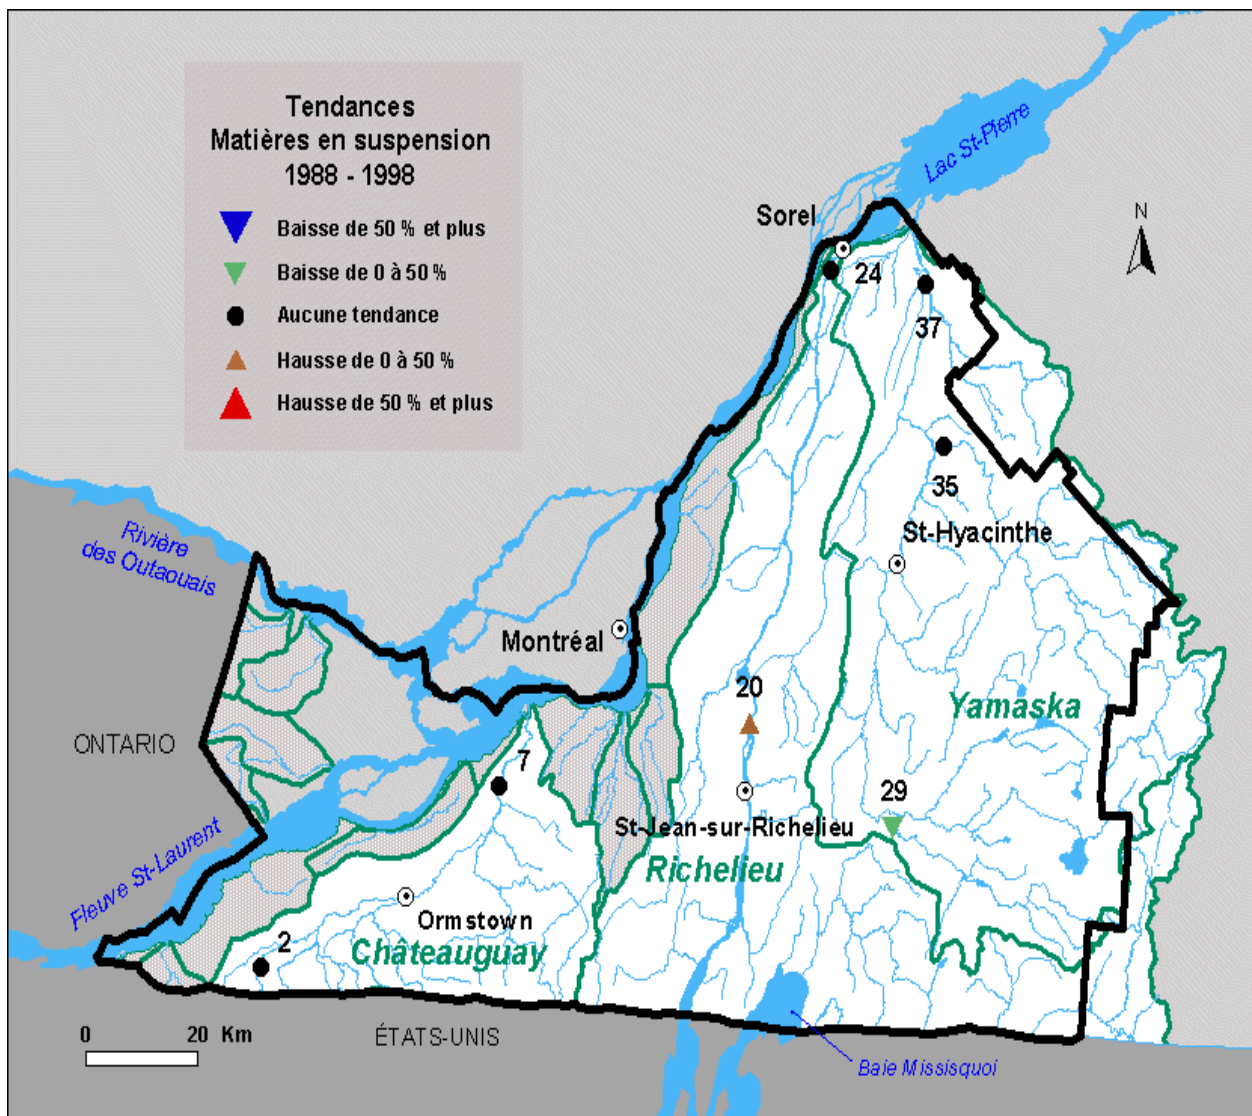 Tendances
Matières en suspension
1988 - 1998
Baisse de 50 % et plus
Baisse de 0 à 50 %
Aucune tendance
Hausse de 0 à 50 %
Hausse de 50 % et plus
Lac St-Pierre
N
Sorel
24
37
35
St-Hyacinthe
Rivière
des Outaouais
Montréal
20
Yamaska
ONTARIO
7
29
St-Jean-sur-Richelieu
Richelieu
Fleuve St-Laurent
Ormstown
2
Châteauguay
0 20 Km
ÉTATS-UNIS
Baie Missisquoi